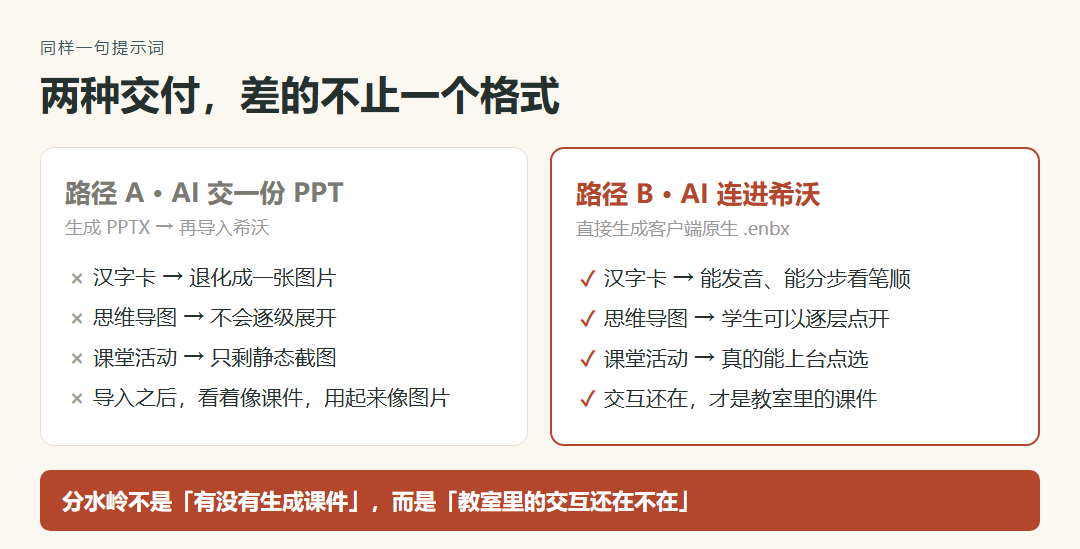 同样一句提示词
两种交付，差的不止一个格式
路径 A · AI 交一份 PPT
生成 PPTX → 再导入希沃
× 汉字卡 → 退化成一张图片
× 思维导图 → 不会逐级展开
× 课堂活动 → 只剩静态截图
× 导入之后，看着像课件，用起来像图片
路径 B · AI 连进希沃
直接生成客户端原生 .enbx
✓ 汉字卡 → 能发音、能分步看笔顺
✓ 思维导图 → 学生可以逐层点开
✓ 课堂活动 → 真的能上台点选
✓ 交互还在，才是教室里的课件
分水岭不是「有没有生成课件」，而是「教室里的交互还在不在」